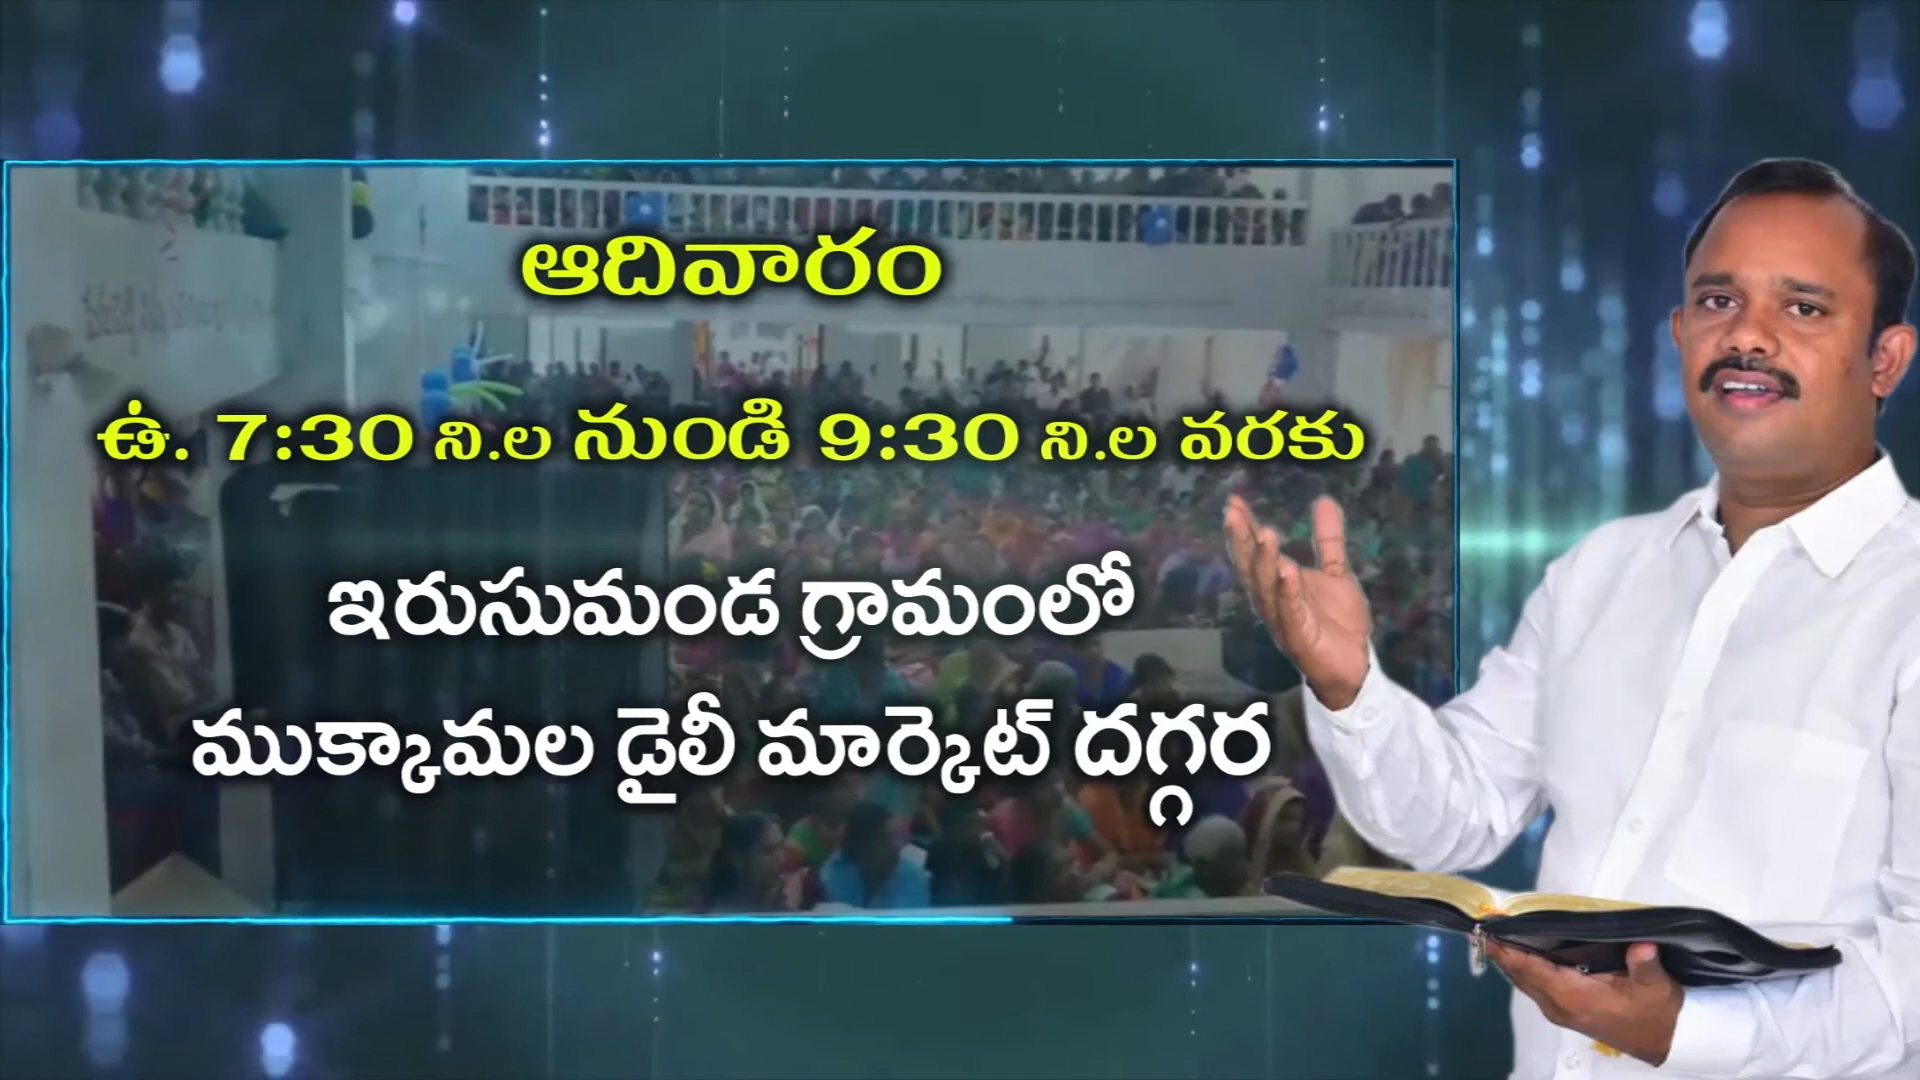 ఆదివారం
ఉ. 7:30 ని.ల నుండి 9:30 ని.ల వరకు
ఇరుసుమండ గ్రామంలో
ముక్కామల డైలీ మార్కెట్ దగ్గర